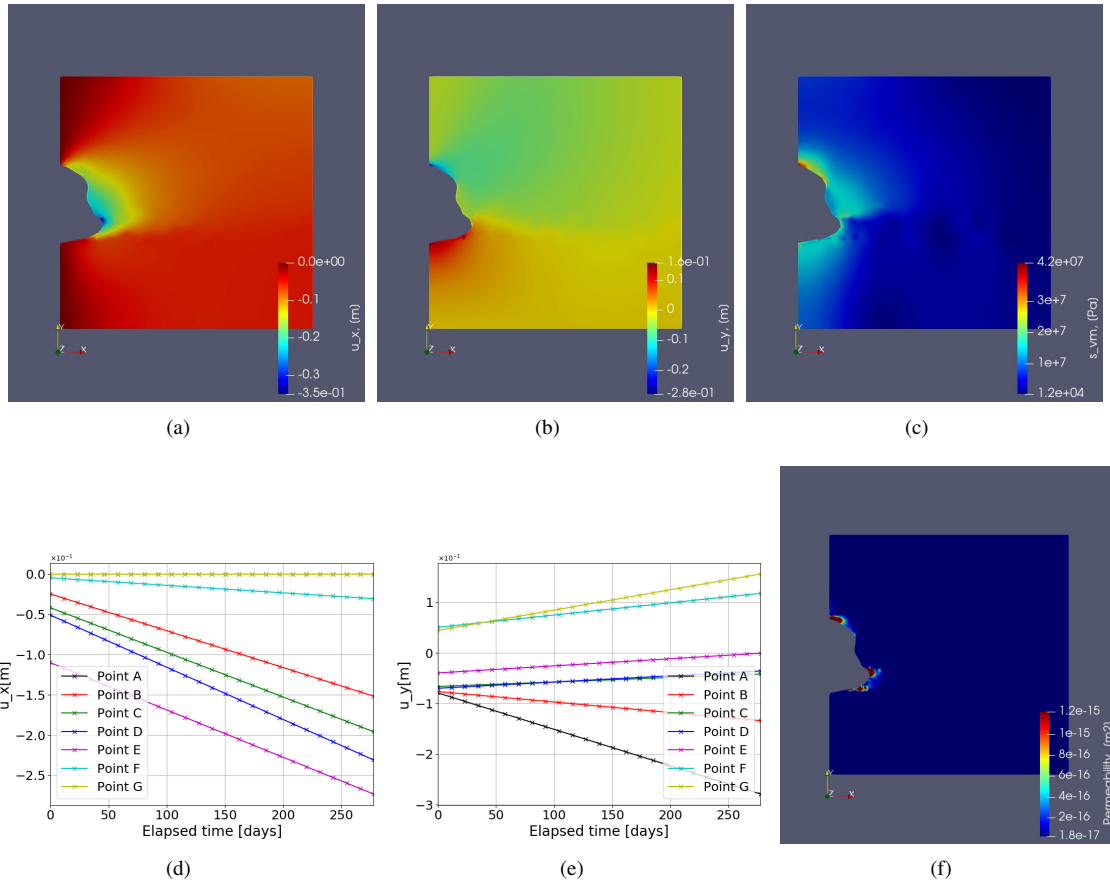 0.0e+00
-0.1
-0.2
-0.3
-3.5e-01
u_x, (m)
Y
Z
X
1.6e-01
0.1
0
-0.1
-0.2
-2.8e-01
u_y, (m)
Y
Z
X
4.2e+07
3e+7
2e+7
1e+7
1.2e+04
s_vm, (Pa)
Y
Z
X
(a)
(b)
(c)
×10⁻¹
0.0
−0.5
−1.0
−1.5
−2.0
−2.5
u_x[m]
Point A
Point B
Point C
Point D
Point E
Point F
Point G
0
50
100
150
200
250
Elapsed time [days]
×10⁻¹
1
0
−1
−2
−3
u_y[m]
Point A
Point B
Point C
Point D
Point E
Point F
Point G
0
50
100
150
200
250
Elapsed time [days]
1.2e-15
1e-15
8e-16
6e-16
4e-16
2e-16
1.8e-17
Permeability, (m2)
Y
Z
X
(d)
(e)
(f)